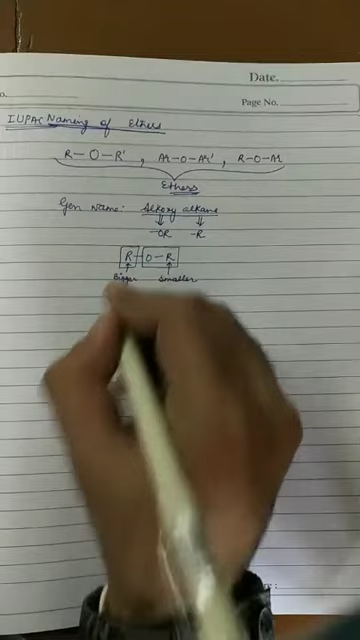 Date.
Page No.
IUPAC Naming of Ethers
R-O-R' , Ar-O-Ar' , R-O-Ar
Ethers
Gen Name: Alkoxy alkane
-OR -R
R-O-R
Bigger Smaller